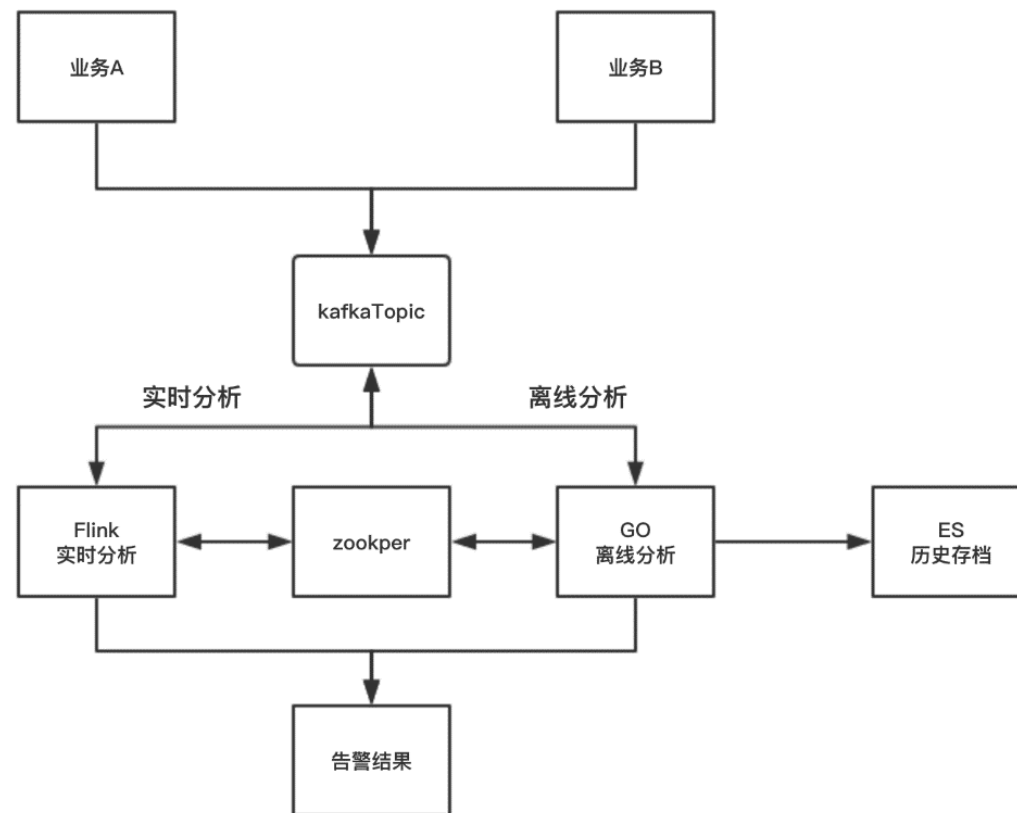 业务A
业务B
kafkaTopic
实时分析
离线分析
Flink
实时分析
zookper
GO
离线分析
ES
历史存档
告警结果